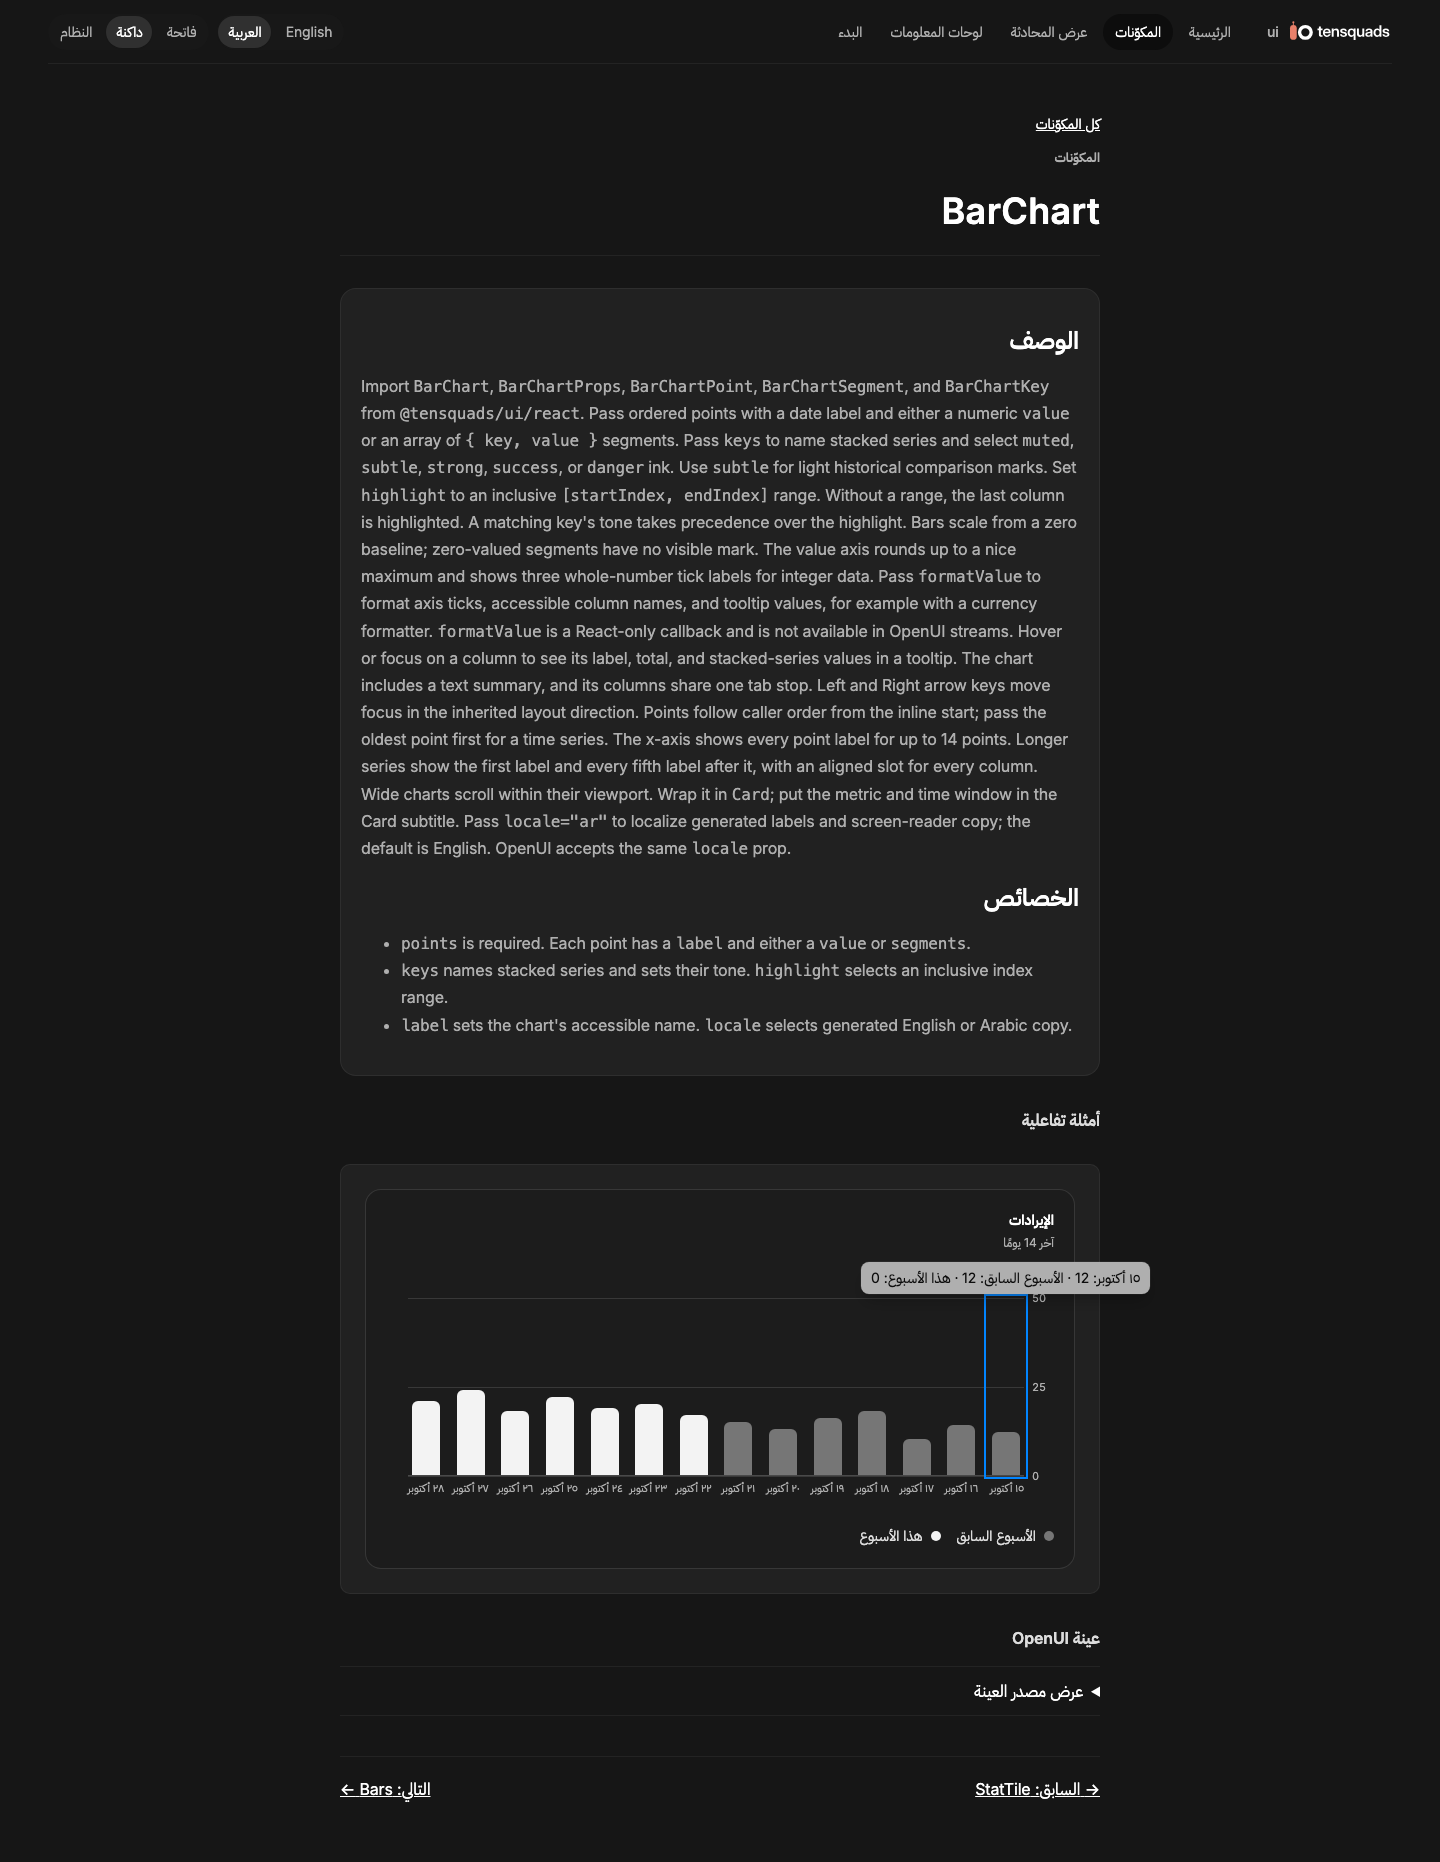 tensquads ui
الرئيسية
المكوّنات
عرض المحادثة
لوحات المعلومات
البدء
English
العربية
فاتحة
داكنة
النظام
كل المكوّنات
المكوّنات
BarChart
الوصف
Import BarChart, BarChartProps, BarChartPoint, BarChartSegment, and BarChartKey
from @tensquads/ui/react. Pass ordered points with a date label and either a numeric value
or an array of { key, value } segments. Pass keys to name stacked series and select muted,
subtle, strong, success, or danger ink. Use subtle for light historical comparison marks. Set
highlight to an inclusive [startIndex, endIndex] range. Without a range, the last column
is highlighted. A matching key's tone takes precedence over the highlight. Bars scale from a zero
baseline; zero-valued segments have no visible mark. The value axis rounds up to a nice
maximum and shows three whole-number tick labels for integer data. Pass formatValue to
format axis ticks, accessible column names, and tooltip values, for example with a currency
formatter. formatValue is a React-only callback and is not available in OpenUI streams. Hover
or focus on a column to see its label, total, and stacked-series values in a tooltip. The chart
includes a text summary, and its columns share one tab stop. Left and Right arrow keys move
focus in the inherited layout direction. Points follow caller order from the inline start; pass the
oldest point first for a time series. The x-axis shows every point label for up to 14 points. Longer
series show the first label and every fifth label after it, with an aligned slot for every column.
Wide charts scroll within their viewport. Wrap it in Card; put the metric and time window in the
Card subtitle. Pass locale="ar" to localize generated labels and screen-reader copy; the
default is English. OpenUI accepts the same locale prop.
الخصائص
• points is required. Each point has a label and either a value or segments.
• keys names stacked series and sets their tone. highlight selects an inclusive index
range.
• label sets the chart's accessible name. locale selects generated English or Arabic copy.
أمثلة تفاعلية
الإيرادات
آخر 14 يومًا
١٥ أكتوبر: 12 · الأسبوع السابق: 12 · هذا الأسبوع: 0
50
25
0
١٥ أكتوبر
١٦ أكتوبر
١٧ أكتوبر
١٨ أكتوبر
١٩ أكتوبر
٢٠ أكتوبر
٢١ أكتوبر
٢٢ أكتوبر
٢٣ أكتوبر
٢٤ أكتوبر
٢٥ أكتوبر
٢٦ أكتوبر
٢٧ أكتوبر
٢٨ أكتوبر
الأسبوع السابق
هذا الأسبوع
عينة OpenUI
عرض مصدر العينة
→ السابق: StatTile
التالي: Bars ←